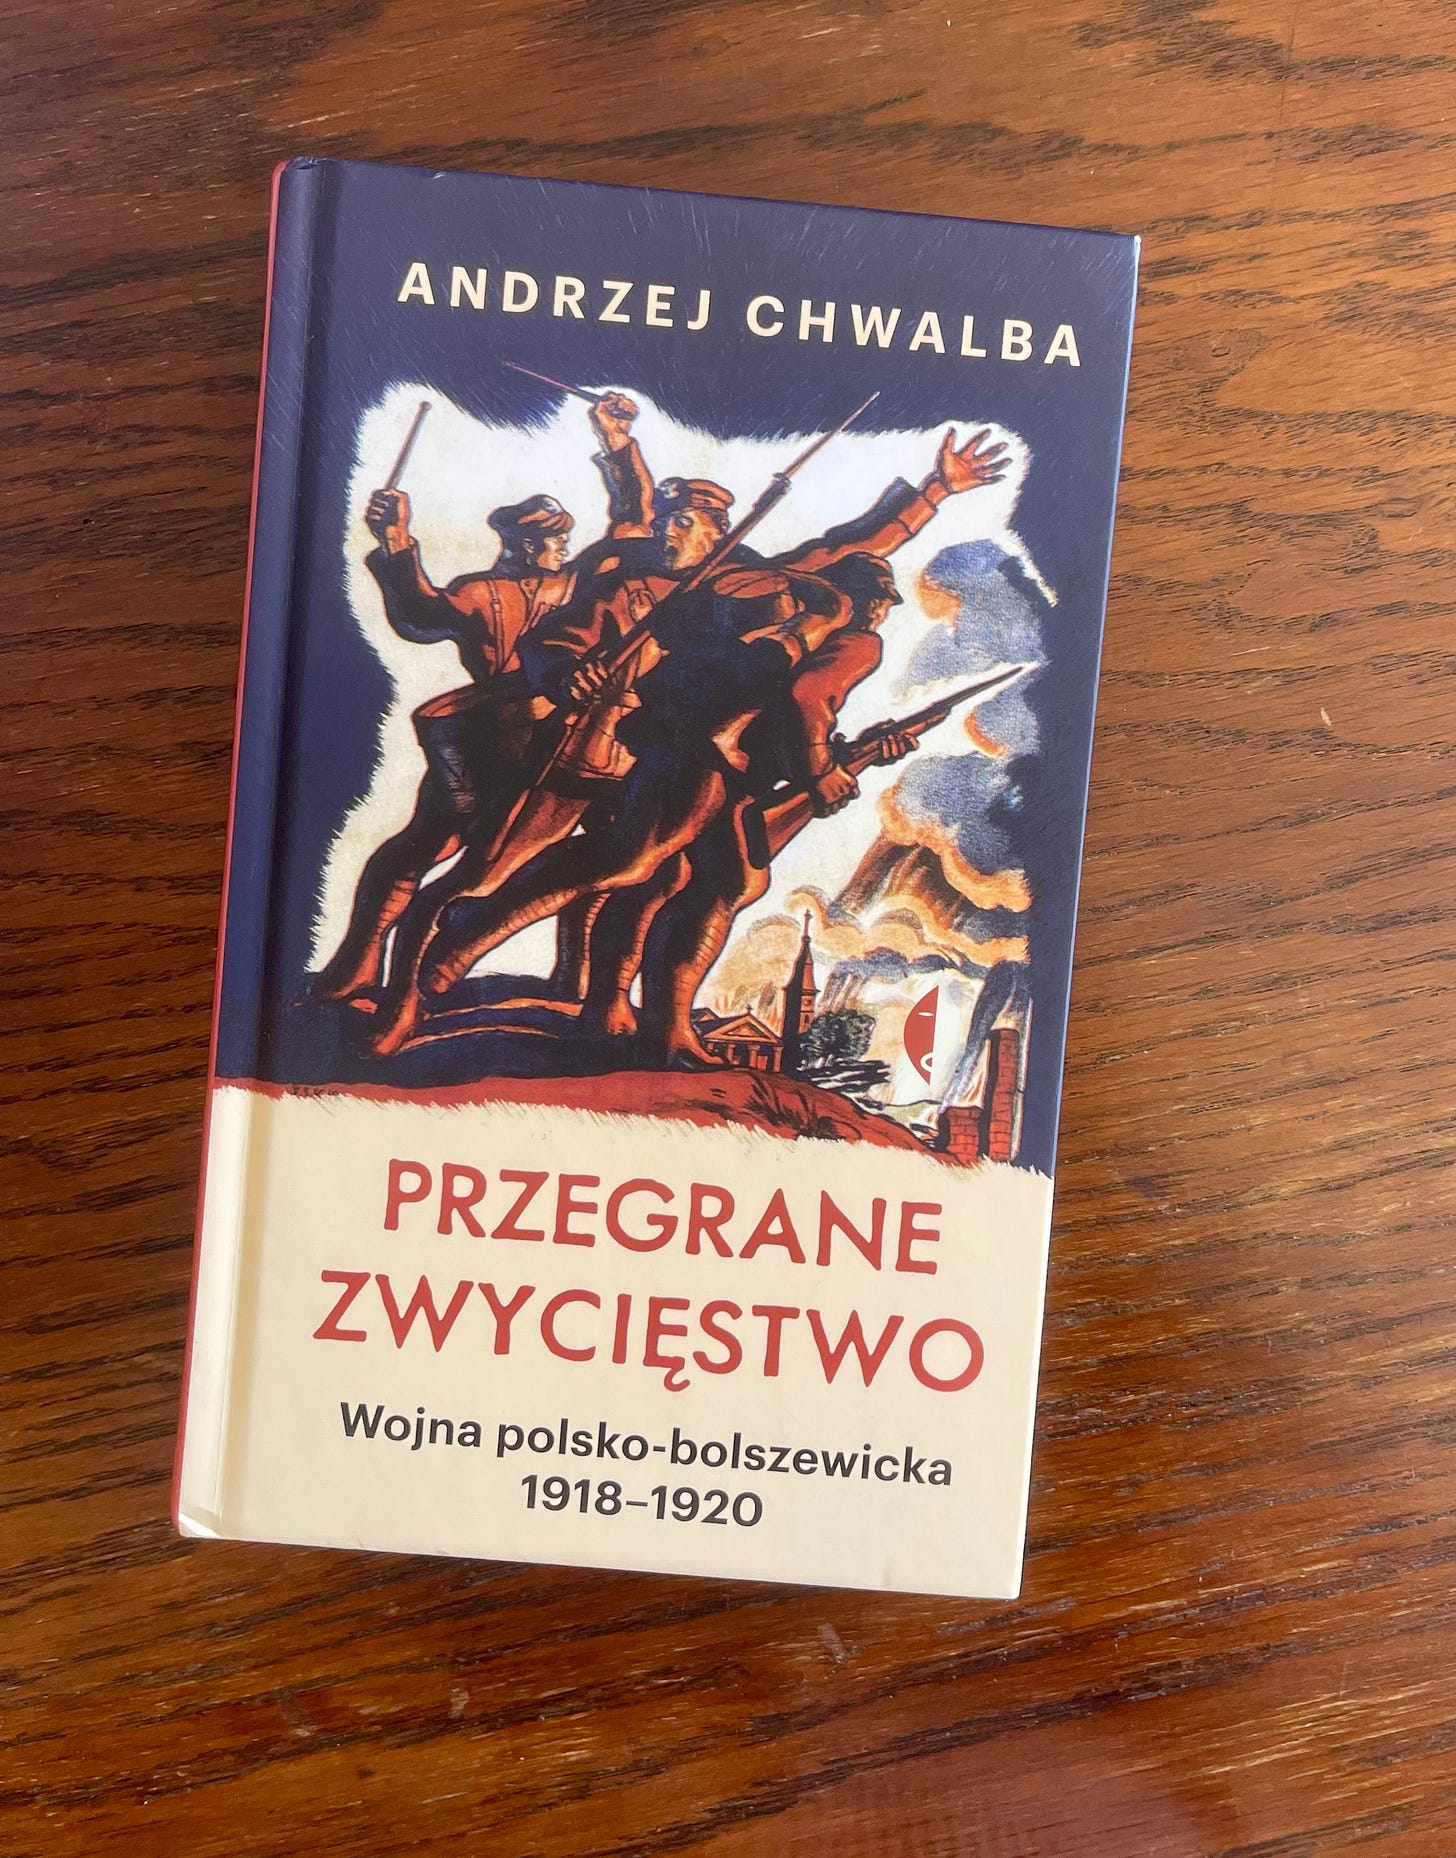 ANDRZEJ CHWALBA
PRZEGRANE
ZWYCIĘSTWO
Wojna polsko-bolszewicka
1918–1920